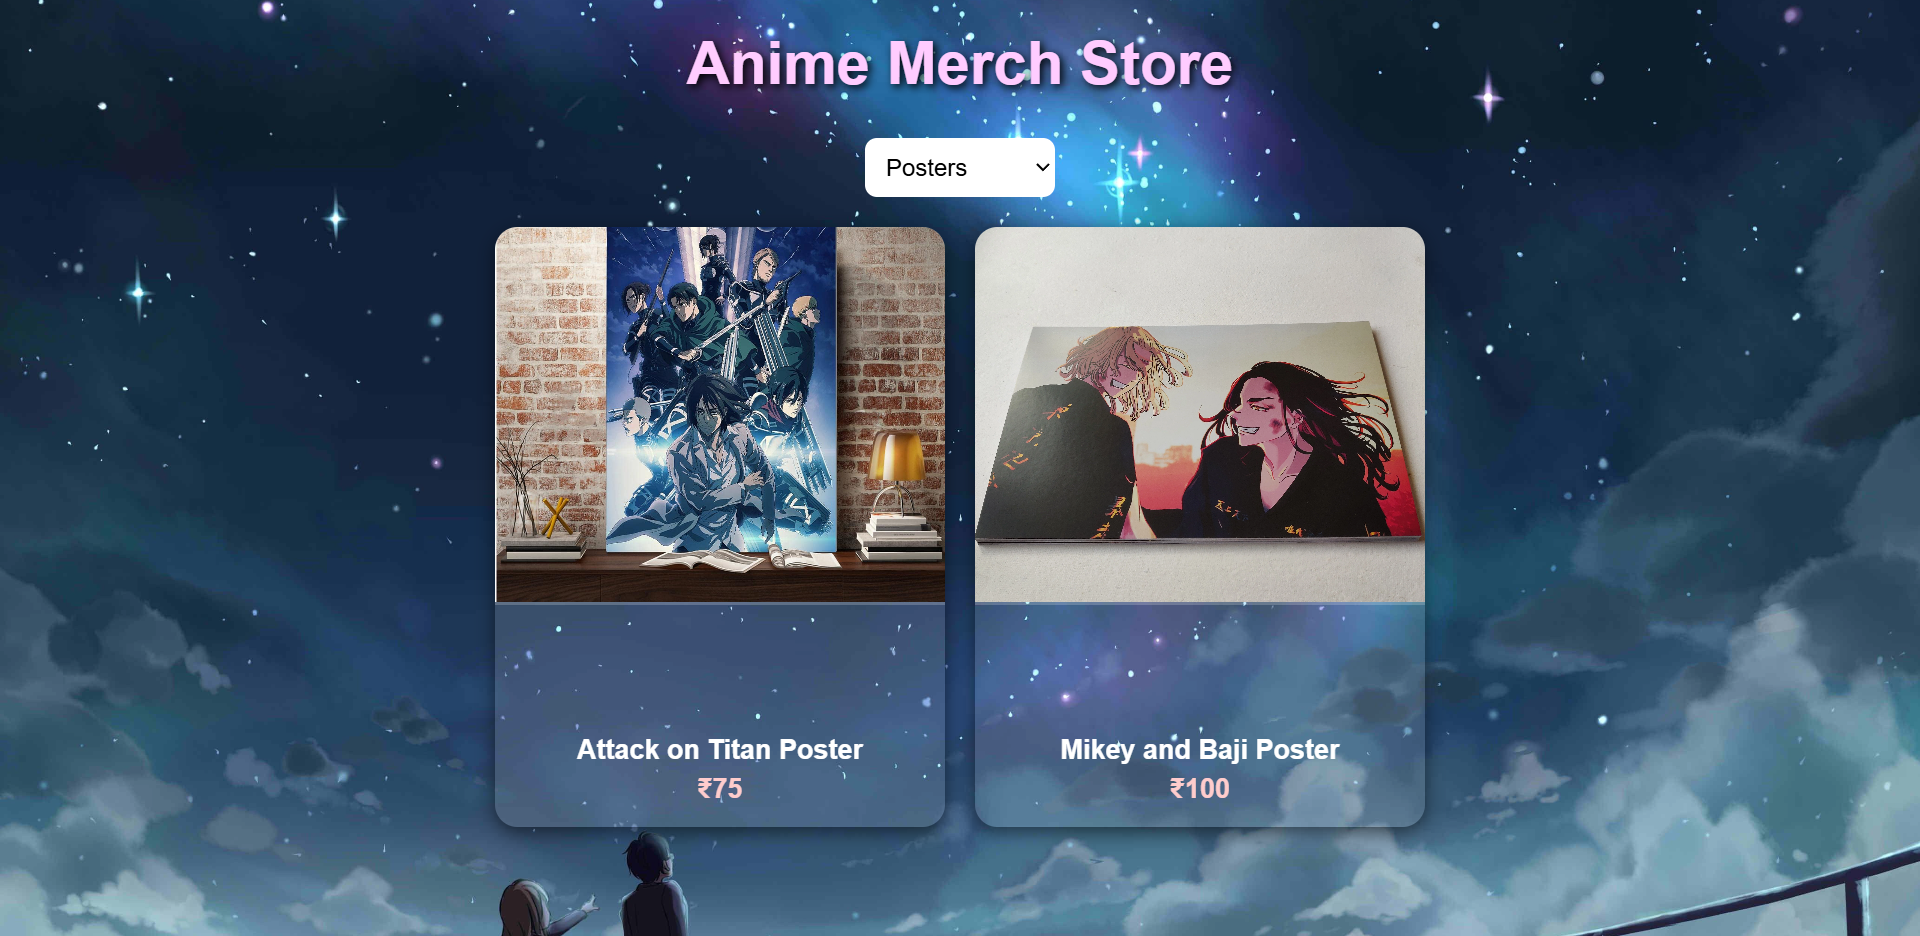 Anime Merch Store
Posters
Attack on Titan Poster
₹75
Mikey and Baji Poster
₹100